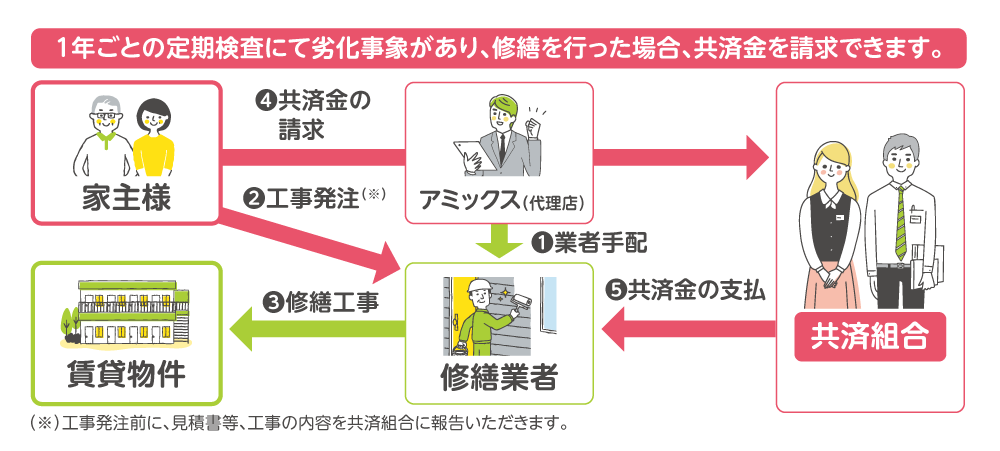 1年ごとの定期検査にて劣化事象があり、修繕を行った場合、共済金を請求できます。
家主様
❹共済金の
請求
❷工事発注(※)
アミックス(代理店)
❶業者手配
❸修繕工事
❺共済金の支払
共済組合
賃貸物件
修繕業者
(※)工事発注前に、見積書等、工事の内容を共済組合に報告いただきます。